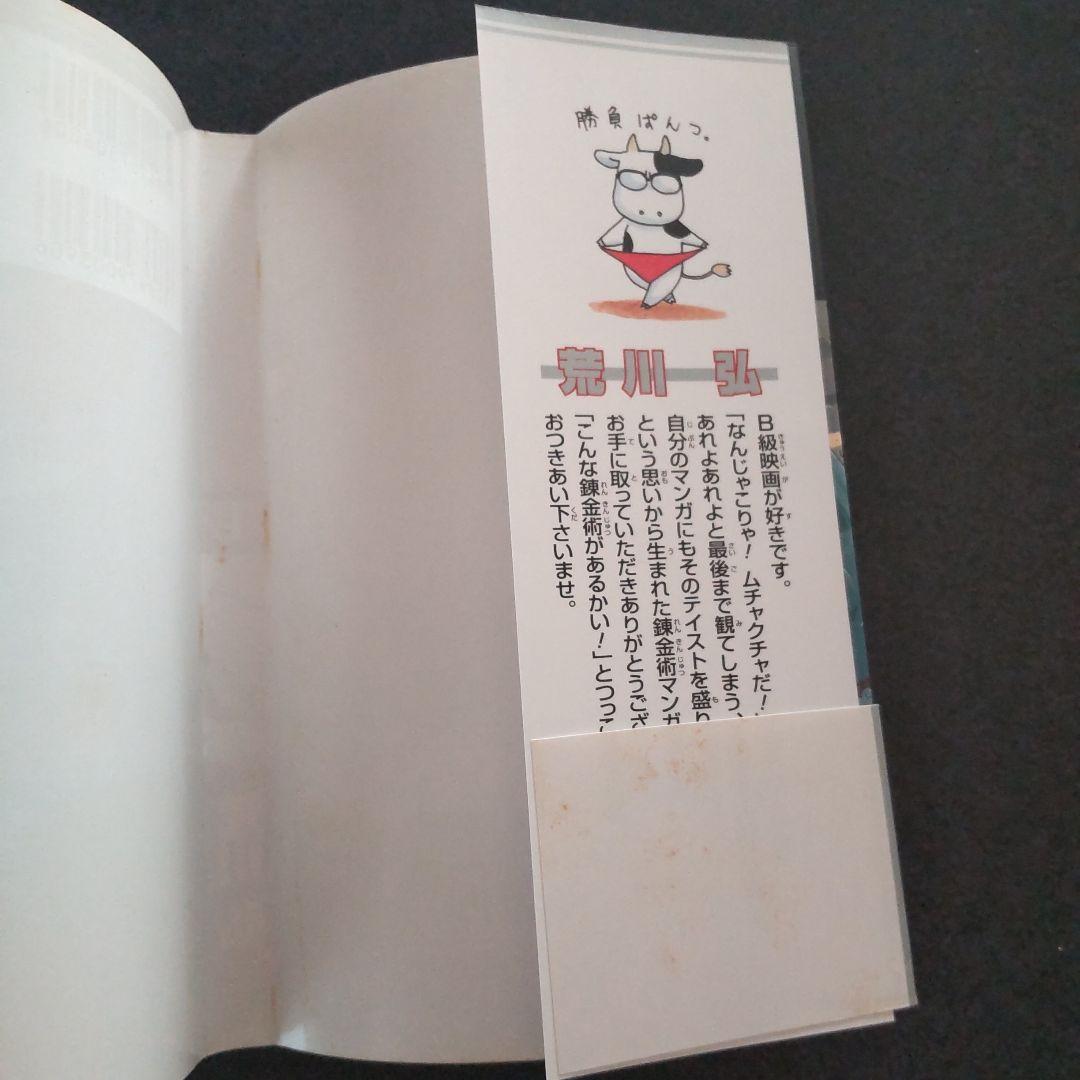 勝負ぱんつ。
荒川 弘
B級映画が好きです。
「なんじゃこりゃ! ムチャクチャだ!
あれよあれよと最後まで観てしまう、
自分のマンガにもそのテイストを盛り
という思いから生まれた錬金術マンガ
お手に取っていただきありがとうござ
「こんな錬金術があるかい!」とつっこ
おつきあい下さいませ。